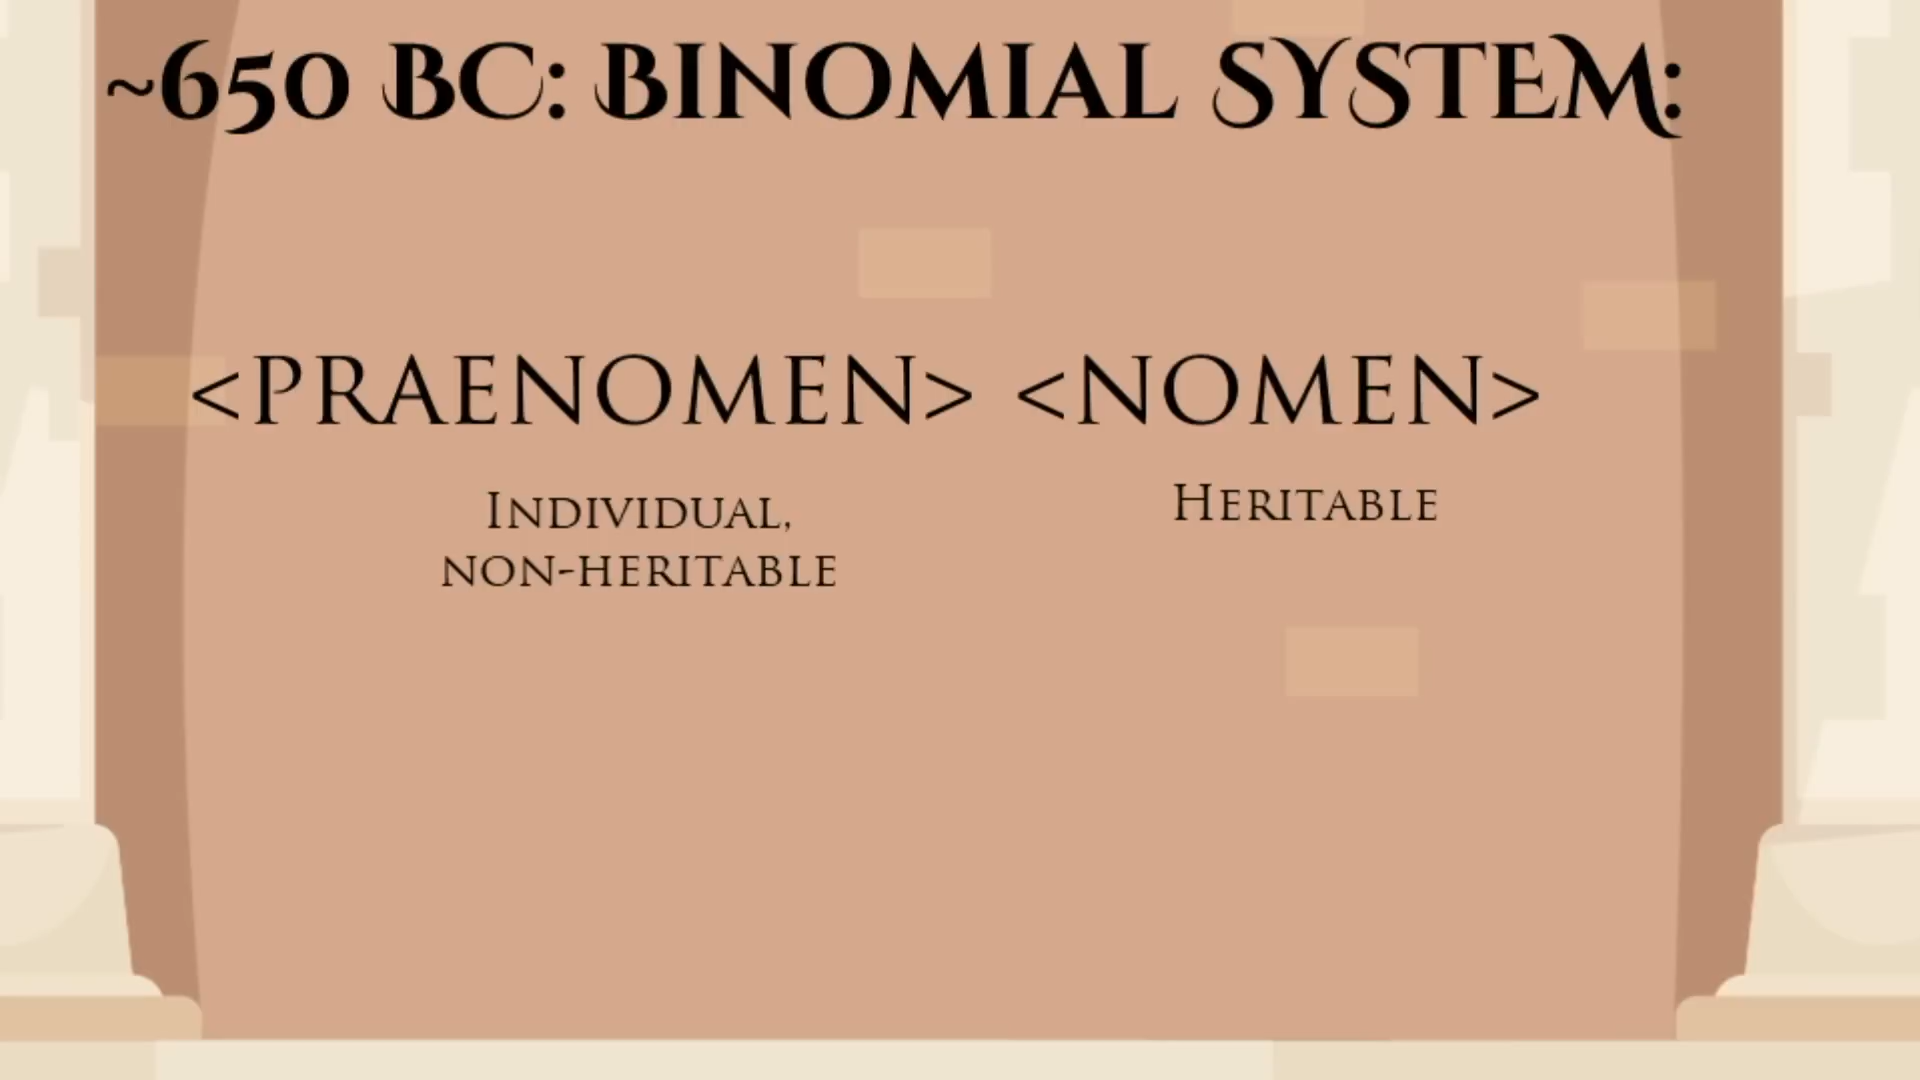 ~650 BC: BINOMIAL SYSTEM:
<PRAENOMEN> <NOMEN>
INDIVIDUAL,
NON-HERITABLE
HERITABLE